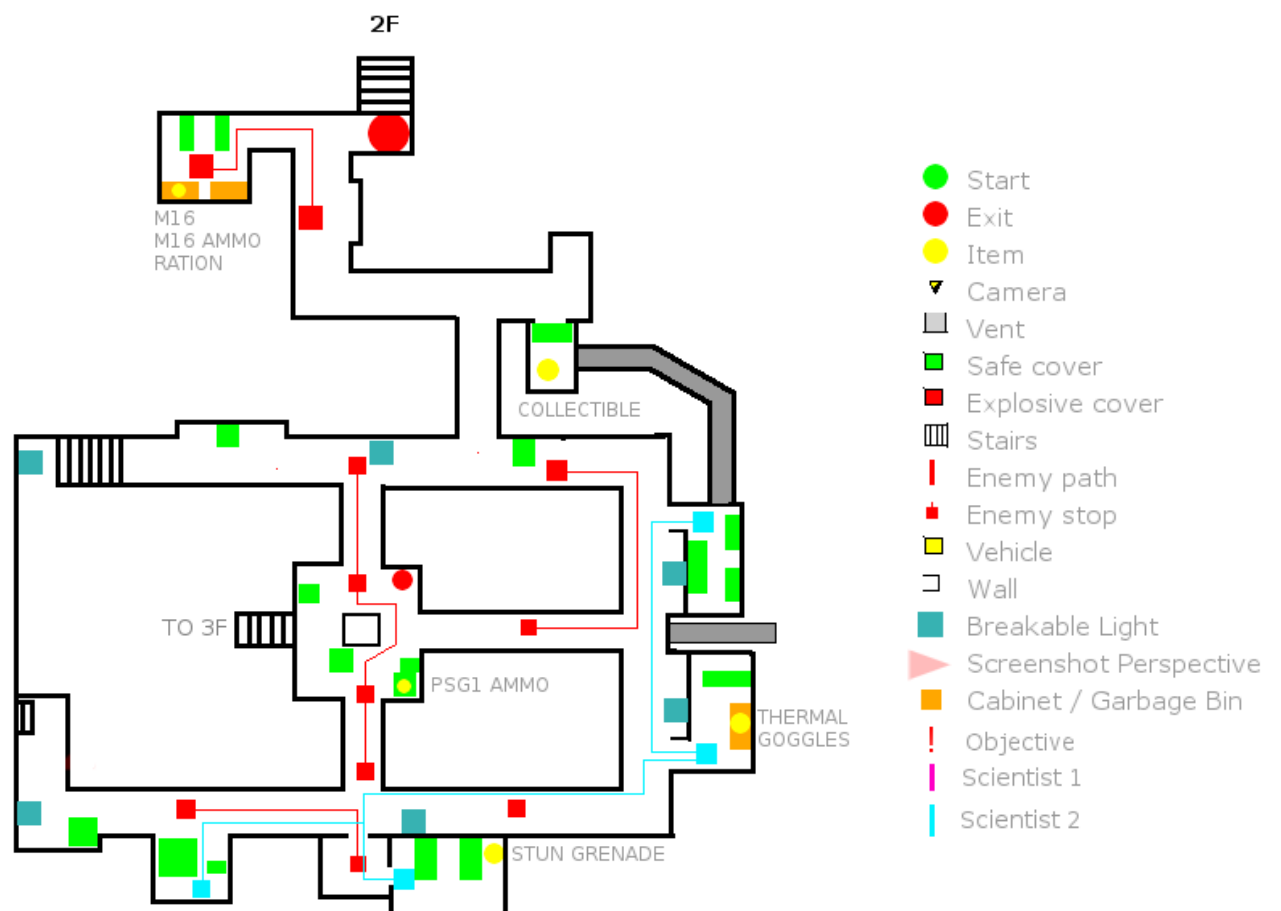 2F
M16
M16 AMMO
RATION
COLLECTIBLE
TO 3F
PSG1 AMMO
THERMAL
GOGGLES
STUN GRENADE
Start
Exit
Item
Camera
Vent
Safe cover
Explosive cover
Stairs
Enemy path
Enemy stop
Vehicle
Wall
Breakable Light
Screenshot Perspective
Cabinet / Garbage Bin
! Objective
Scientist 1
Scientist 2